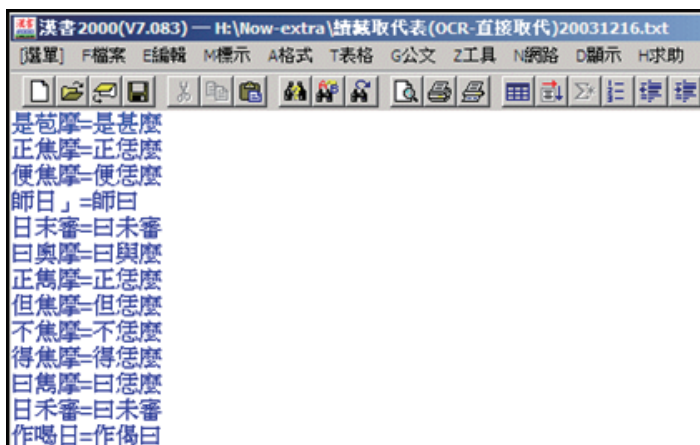 漢書2000(V7.083) — H:\Now-extra\續藏取代表(OCR-直接取代)20031216.txt
[選單] F檔案 E編輯 M標示 A格式 T表格 G公文 Z工具 N網路 D顯示 H求助
是苞摩=是甚麼
正焦摩=正恁麼
便焦摩=便恁麼
師日」=師曰
日末審=曰未審
曰奧摩=曰與麼
正雋摩=正恁麼
但焦摩=但恁麼
不焦摩=不恁麼
得焦摩=得恁麼
曰雋摩=曰恁麼
日禾審=曰未審
作喝日=作偈曰